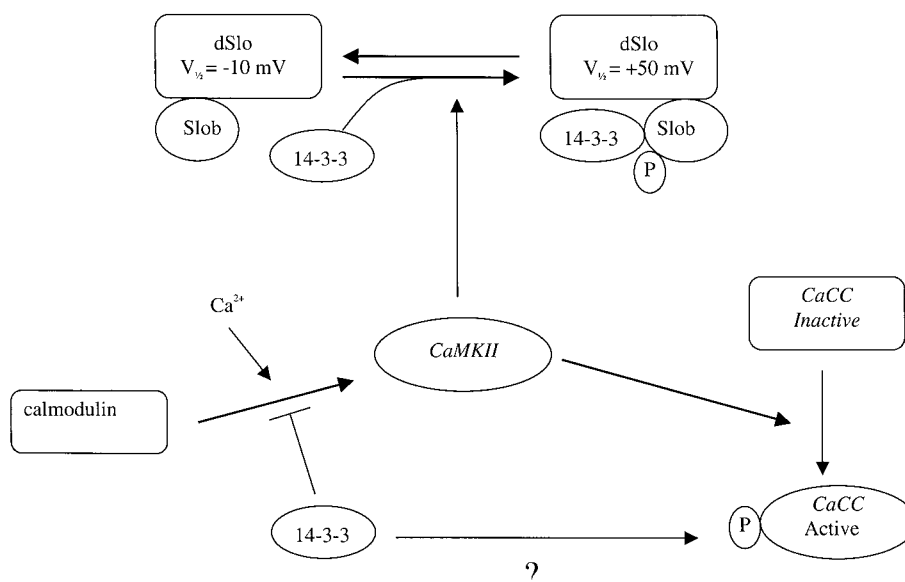 dSlo
V½ = -10 mV
dSlo
V½ = +50 mV
Slob
14-3-3
14-3-3
Slob
P
Ca²⁺
CaCC
Inactive
CaMKII
calmodulin
14-3-3
P
CaCC
Active
?